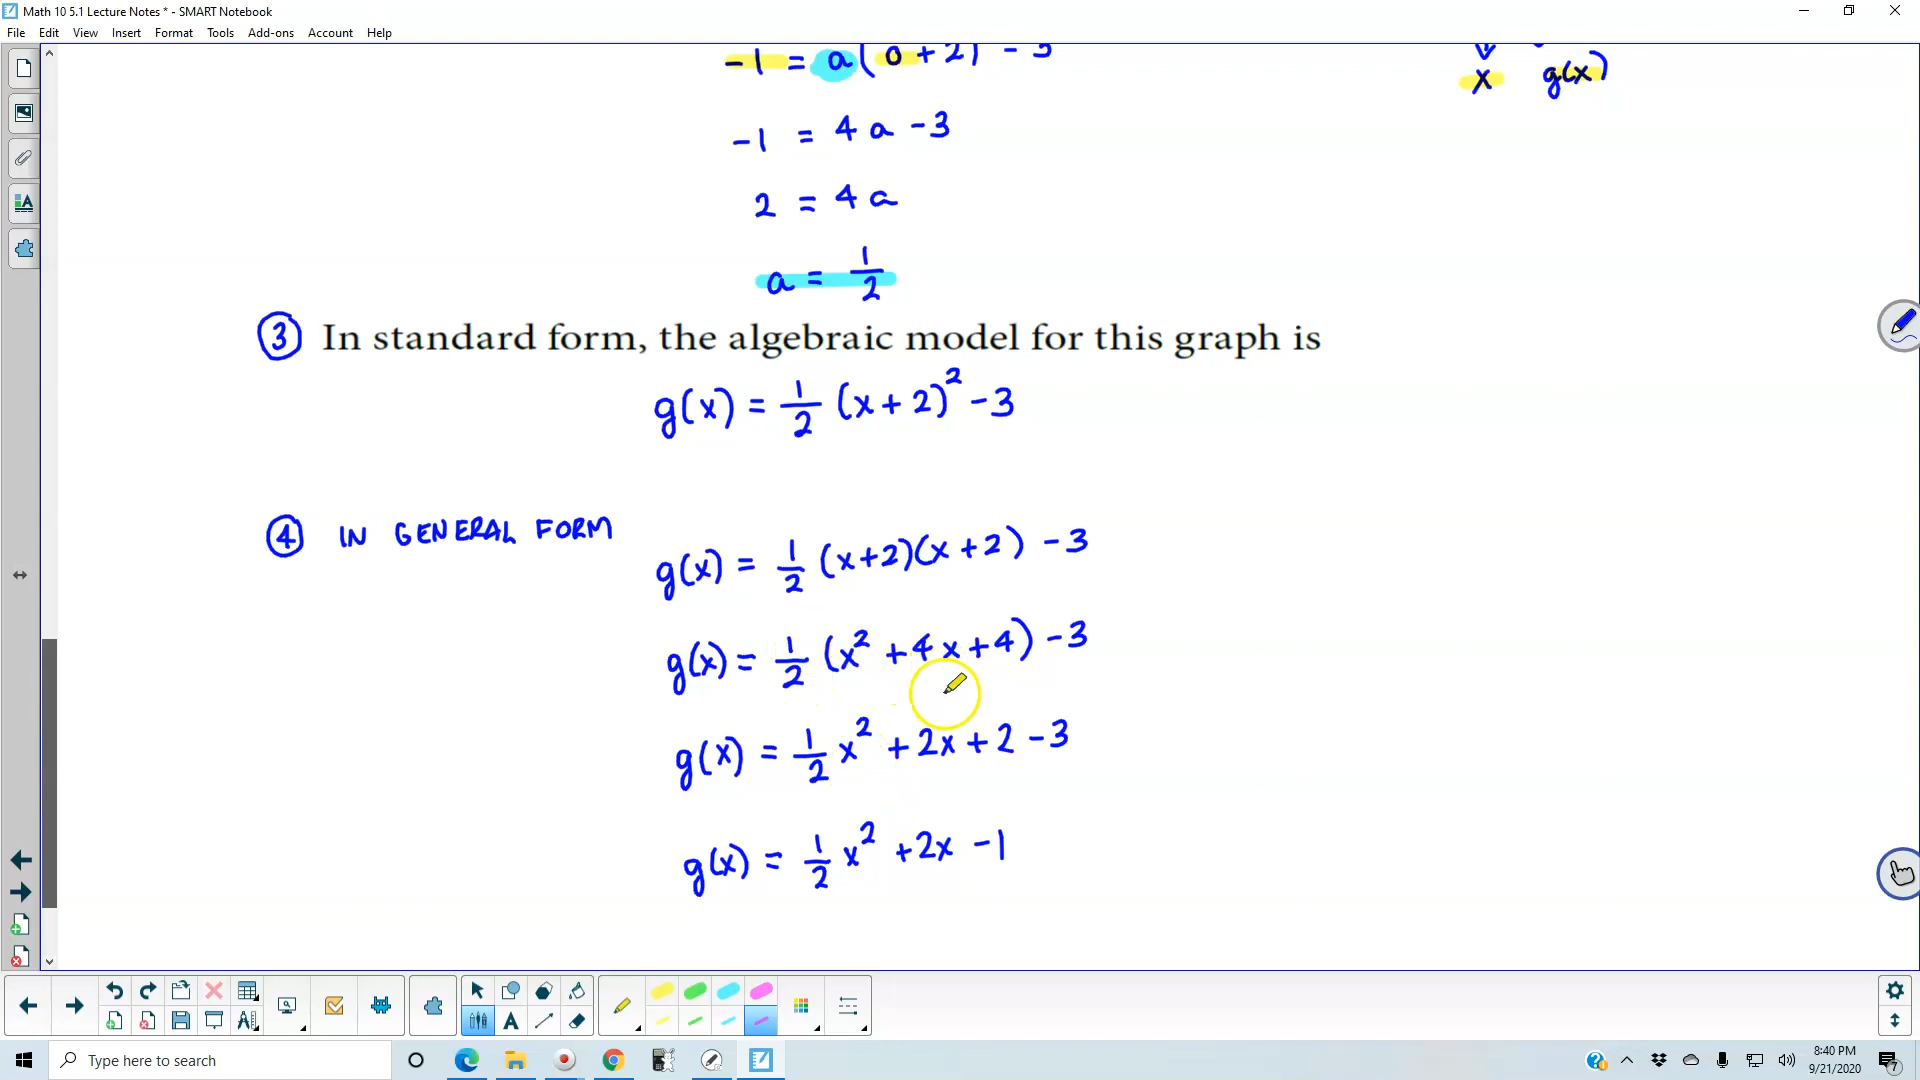 Math 10 5.1 Lecture Notes * - SMART Notebook
File Edit View Insert Format Tools Add-ons Account Help
-1 = a(0+2) - 3
x g(x)
-1 = 4a - 3
2 = 4a
a = 1/2
③ In standard form, the algebraic model for this graph is
g(x) = 1/2 (x+2)² - 3
④ IN GENERAL FORM
g(x) = 1/2 (x+2)(x+2) - 3
g(x) = 1/2 (x² + 4x + 4) - 3
g(x) = 1/2 x² + 2x + 2 - 3
g(x) = 1/2 x² + 2x - 1
Type here to search
8:40 PM
9/21/2020
7